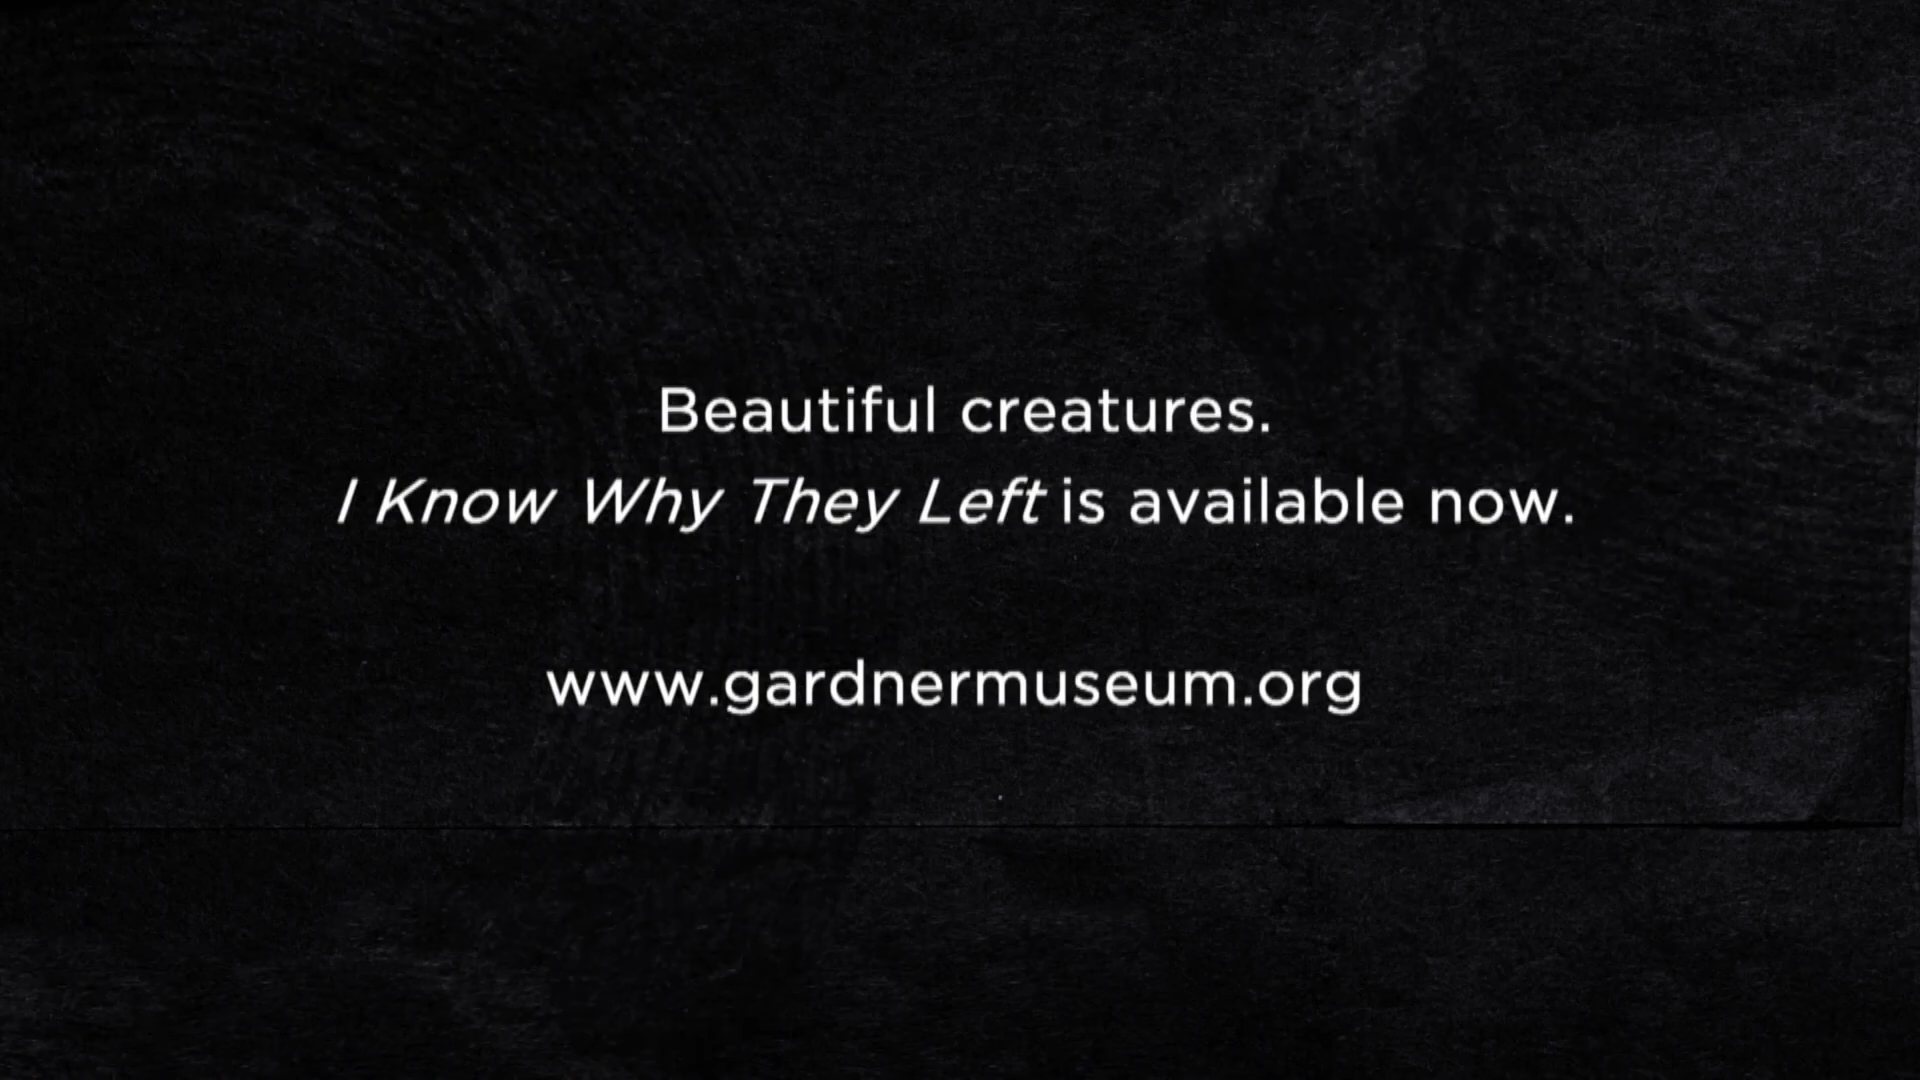 Beautiful creatures.
I Know Why They Left is available now.
www.gardnermuseum.org